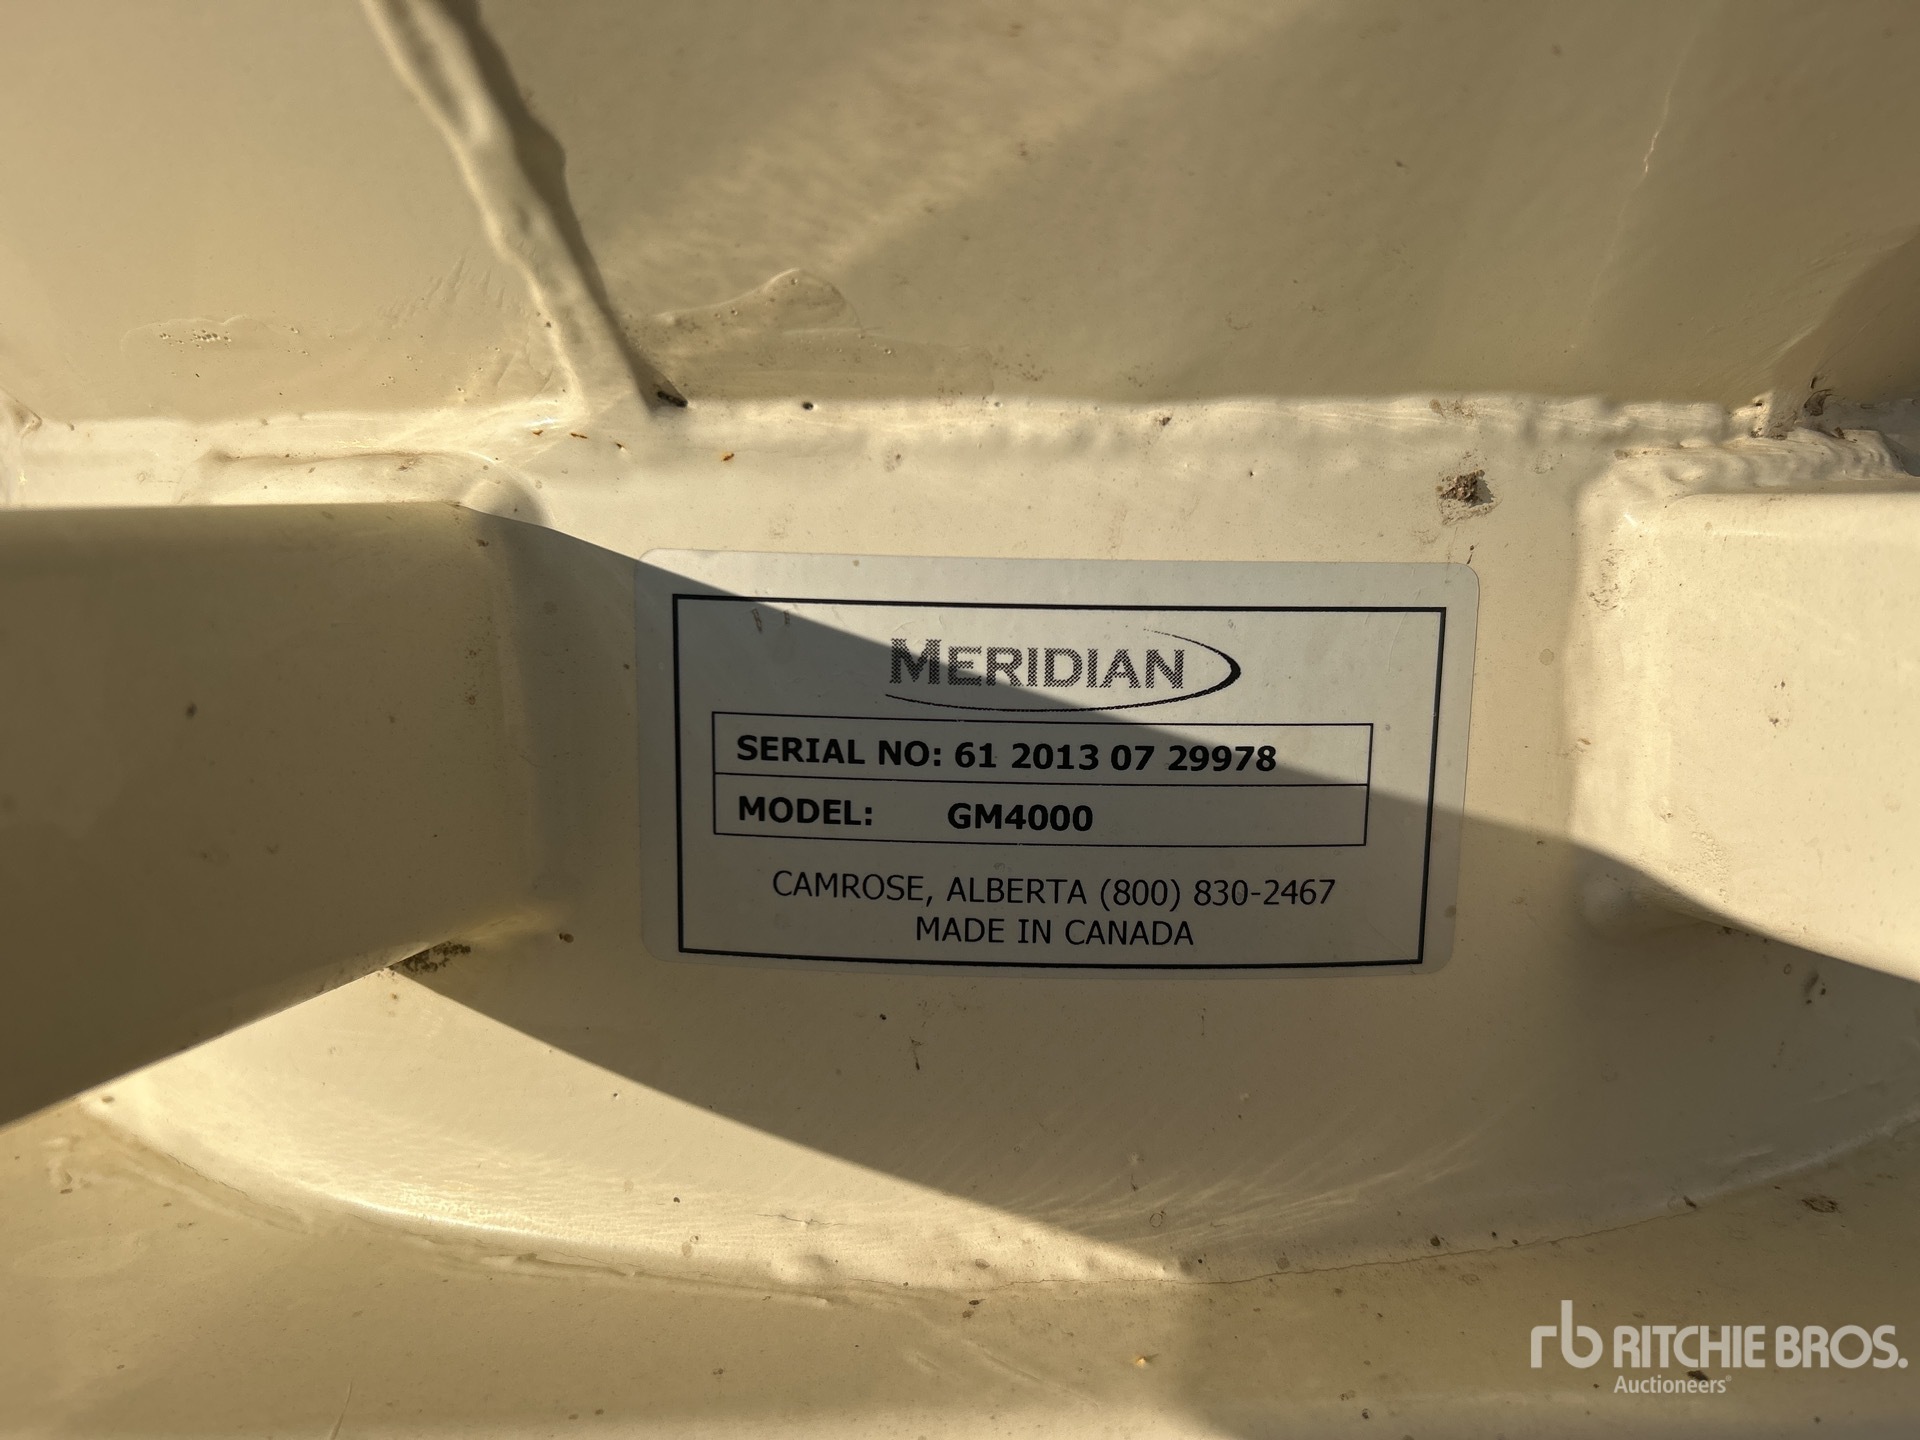 MERIDIAN
SERIAL NO: 61 2013 07 29978
MODEL: GM4000
CAMROSE, ALBERTA (800) 830-2467
MADE IN CANADA
rb RITCHIE BROS.
Auctioneers